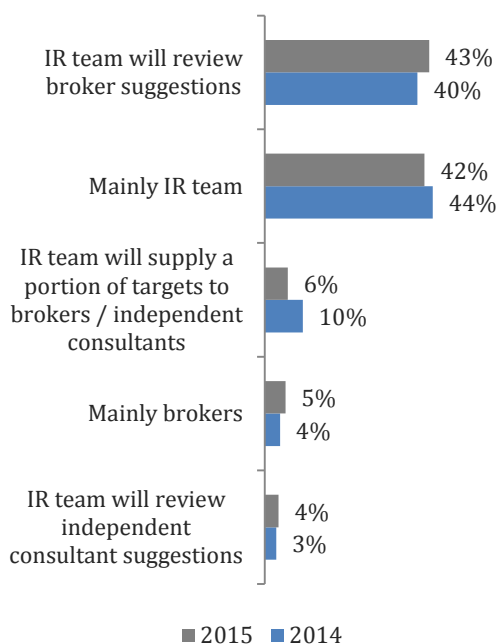 IR team will review
broker suggestions
43%
40%
Mainly IR team
42%
44%
IR team will supply a
portion of targets to
brokers / independent
consultants
6%
10%
Mainly brokers
5%
4%
IR team will review
independent
consultant suggestions
4%
3%
2015 2014